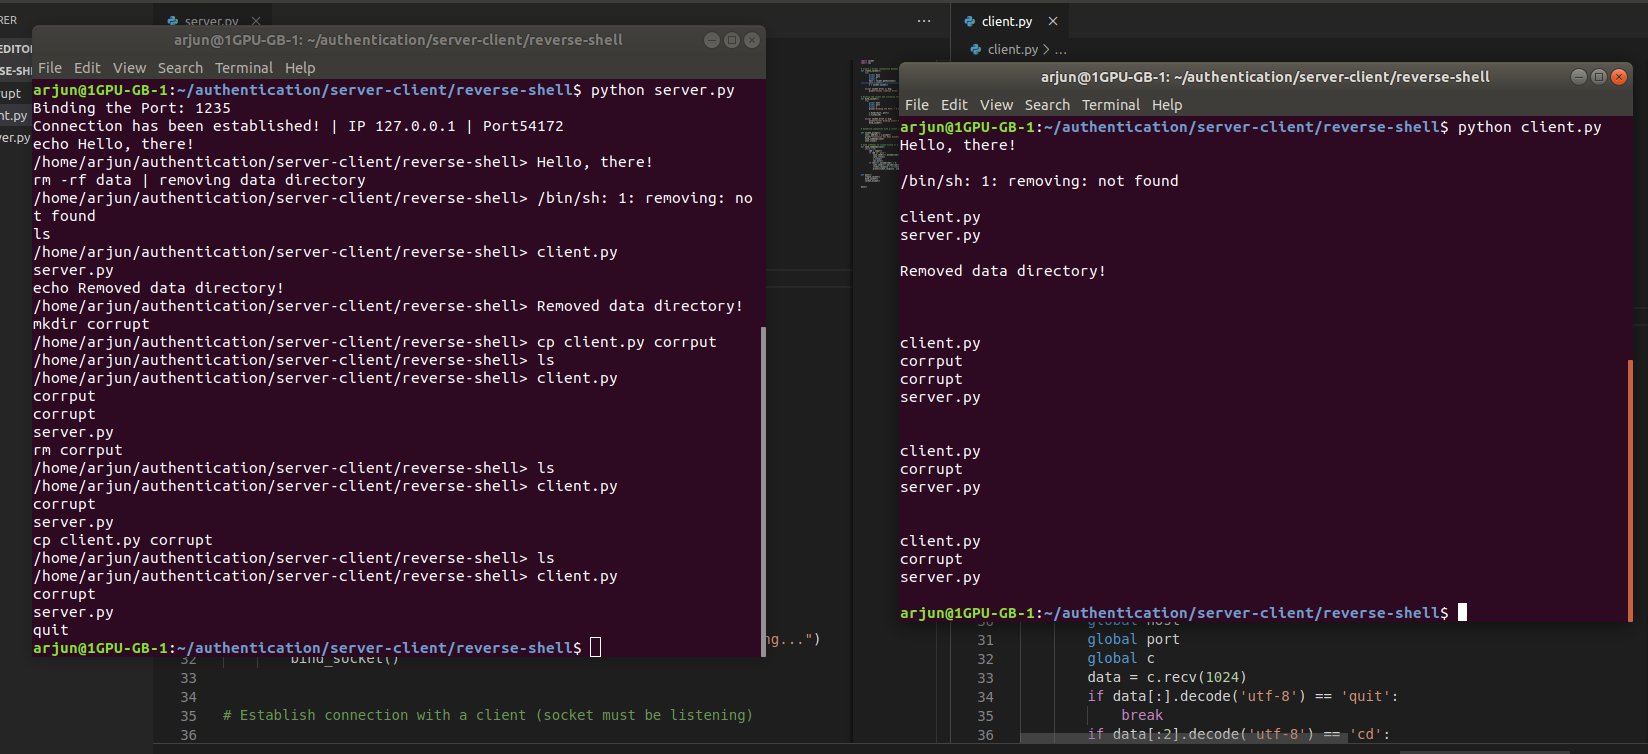 RER
server.py
client.py
EDITO
SE-SH
upt
nt.py
ver.py
client.py > ...
arjun@1GPU-GB-1: ~/authentication/server-client/reverse-shell
File Edit View Search Terminal Help
arjun@1GPU-GB-1:~/authentication/server-client/reverse-shell$ python server.py
Binding the Port: 1235
Connection has been established! | IP 127.0.0.1 | Port54172
echo Hello, there!
/home/arjun/authentication/server-client/reverse-shell> Hello, there!
rm -rf data | removing data directory
/home/arjun/authentication/server-client/reverse-shell> /bin/sh: 1: removing: no
t found
ls
/home/arjun/authentication/server-client/reverse-shell> client.py
server.py
echo Removed data directory!
/home/arjun/authentication/server-client/reverse-shell> Removed data directory!
mkdir corrupt
/home/arjun/authentication/server-client/reverse-shell> cp client.py corrput
/home/arjun/authentication/server-client/reverse-shell> ls
/home/arjun/authentication/server-client/reverse-shell> client.py
corrput
corrupt
server.py
rm corrput
/home/arjun/authentication/server-client/reverse-shell> ls
/home/arjun/authentication/server-client/reverse-shell> client.py
corrupt
server.py
cp client.py corrupt
/home/arjun/authentication/server-client/reverse-shell> ls
/home/arjun/authentication/server-client/reverse-shell> client.py
corrupt
server.py
quit
arjun@1GPU-GB-1:~/authentication/server-client/reverse-shell$
ng...")
32 bind_socket()
33
34
35 # Establish connection with a client (socket must be listening)
36
arjun@1GPU-GB-1: ~/authentication/server-client/reverse-shell
File Edit View Search Terminal Help
arjun@1GPU-GB-1:~/authentication/server-client/reverse-shell$ python client.py
Hello, there!
/bin/sh: 1: removing: not found
client.py
server.py
Removed data directory!
client.py
corrput
corrupt
server.py
client.py
corrupt
server.py
client.py
corrupt
server.py
arjun@1GPU-GB-1:~/authentication/server-client/reverse-shell$
30 global host
31 global port
32 global c
33 data = c.recv(1024)
34 if data[:].decode('utf-8') == 'quit':
35 break
36 if data[:2].decode('utf-8') == 'cd':